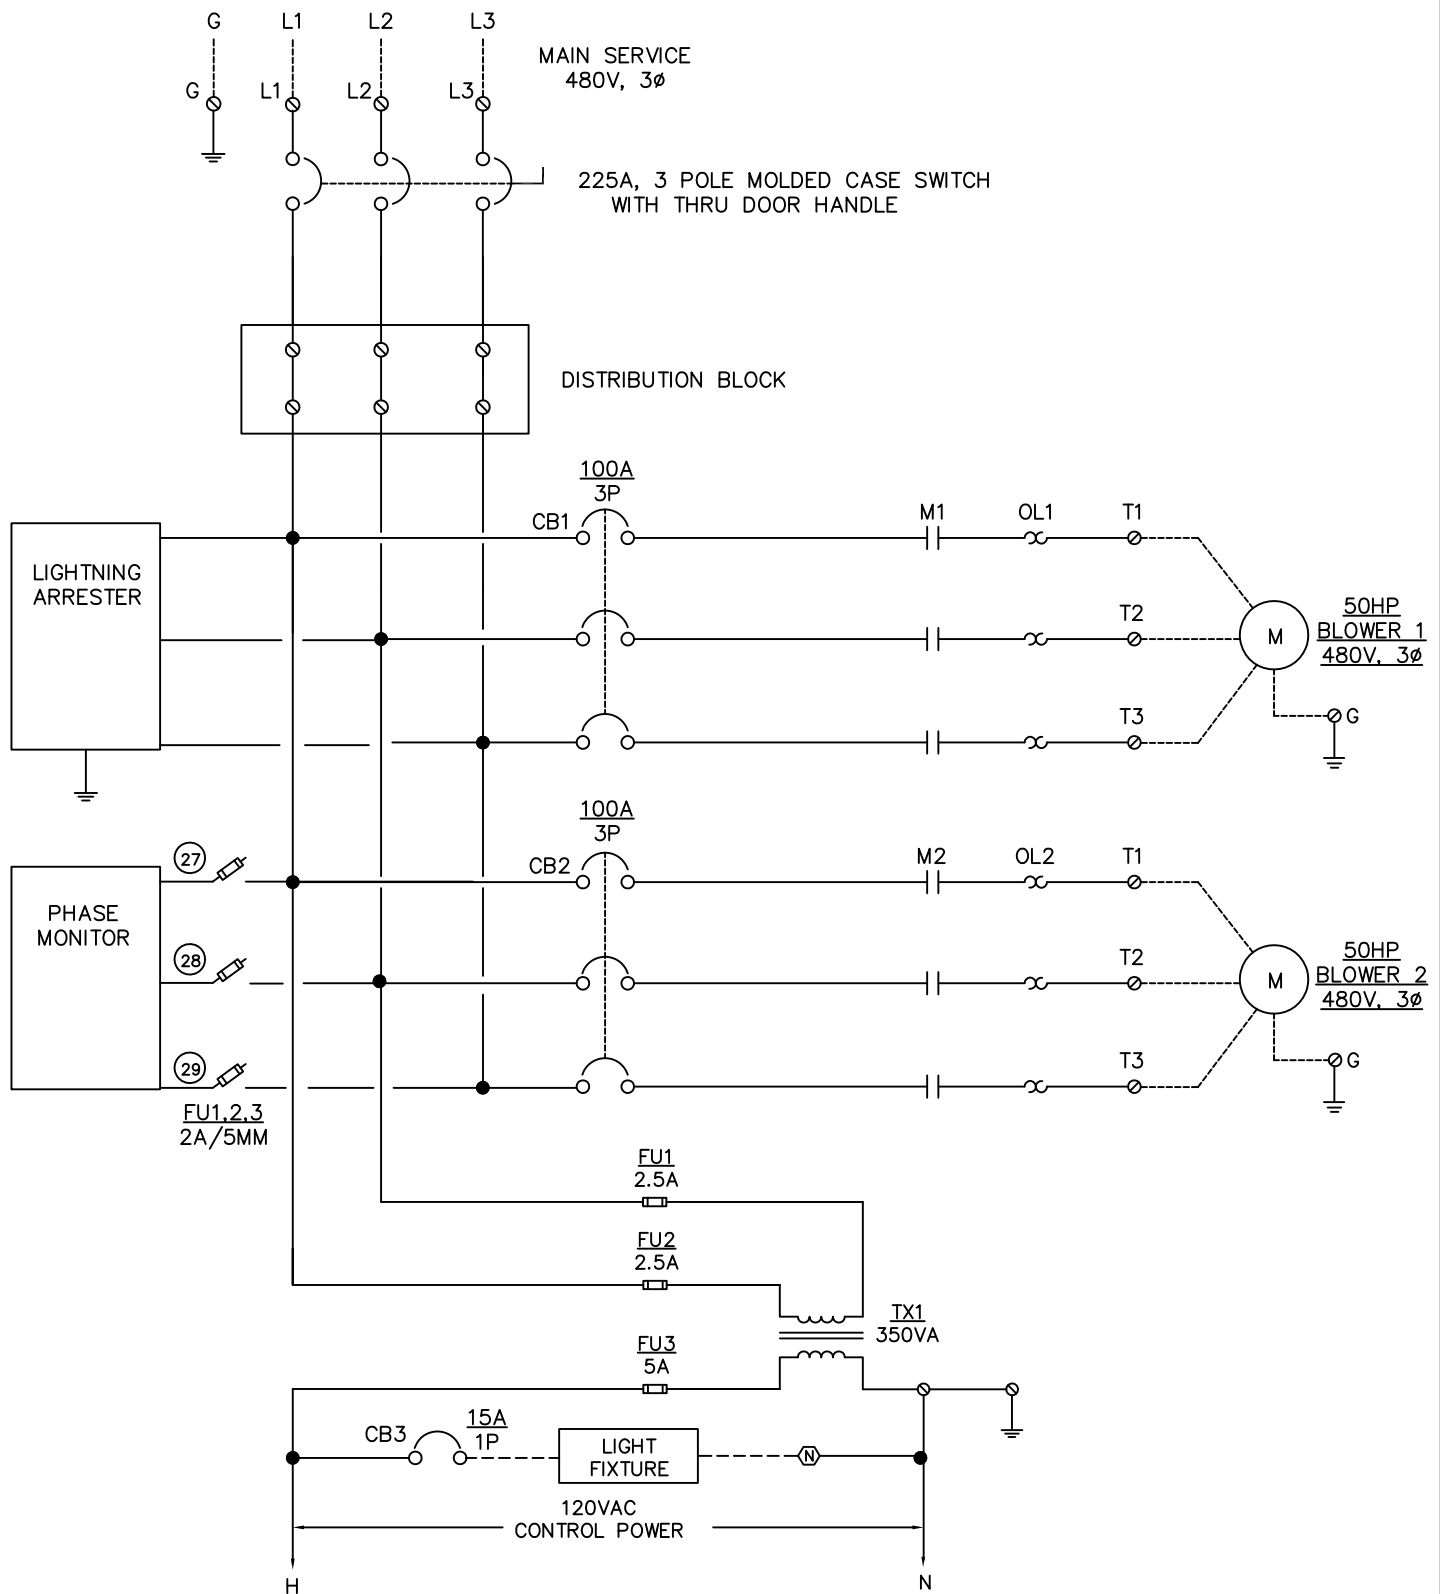 G L1 L2 L3
MAIN SERVICE
480V, 3ø
G L1 L2 L3
225A, 3 POLE MOLDED CASE SWITCH
WITH THRU DOOR HANDLE
DISTRIBUTION BLOCK
100A
3P
CB1 M1 OL1 T1
LIGHTNING
ARRESTER
T2
50HP
BLOWER 1
480V, 3ø
M
T3
G
100A
3P
27
CB2 M2 OL2 T1
PHASE
MONITOR
28
T2
50HP
BLOWER 2
480V, 3ø
M
29
T3
G
FU1,2,3
2A/5MM
FU1
2.5A
FU2
2.5A
TX1
350VA
FU3
5A
CB3
15A
1P
LIGHT
FIXTURE
N
120VAC
CONTROL POWER
H N